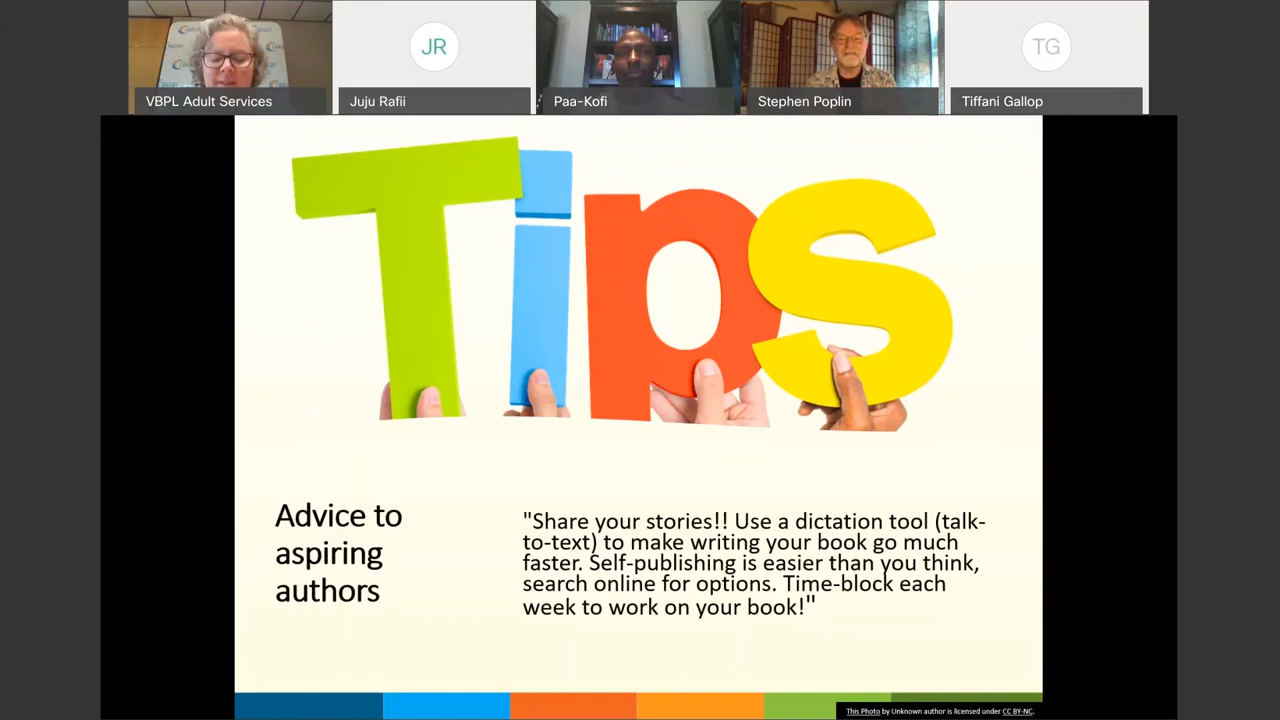 VBPL Adult Services
JR
Juju Rafii
Paa-Kofi
Stephen Poplin
TG
Tiffani Gallop
Tips
Advice to
aspiring
authors
"Share your stories!! Use a dictation tool (talk-
to-text) to make writing your book go much
faster. Self-publishing is easier than you think,
search online for options. Time-block each
week to work on your book!"
This Photo by Unknown author is licensed under CC BY-NC.